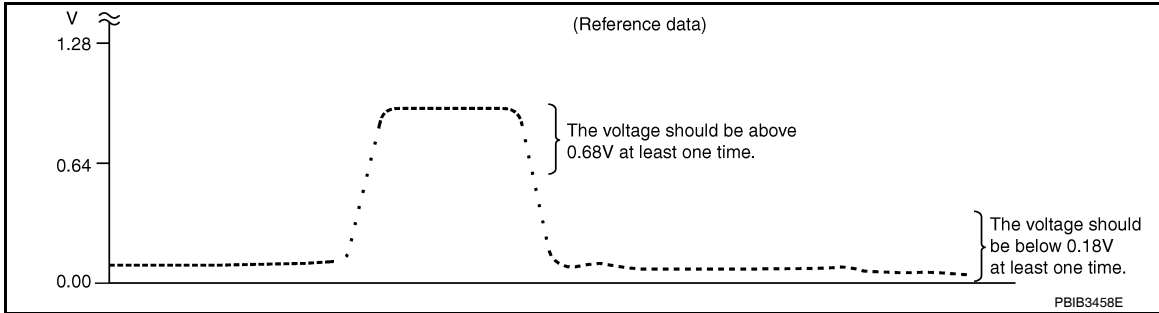 V
(Reference data)
1.28
The voltage should be above
0.68V at least one time.
0.64
The voltage should
be below 0.18V
at least one time.
0.00
PBIB3458E